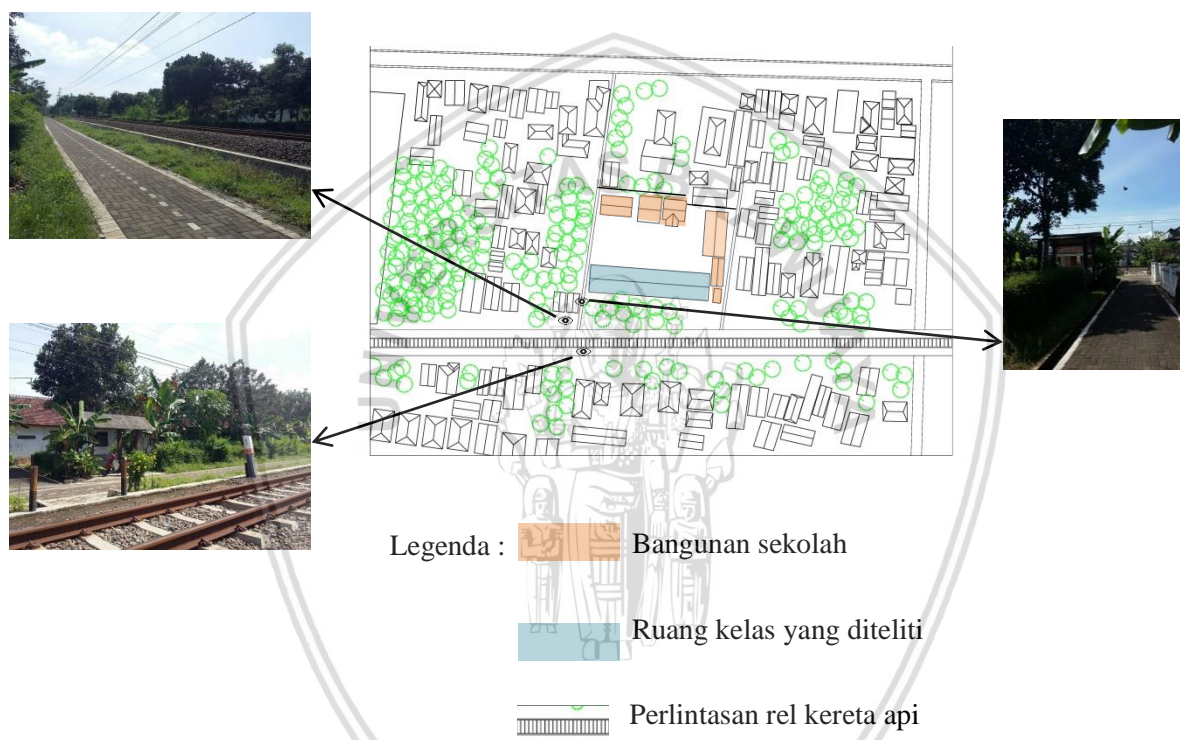 Legenda :
Bangunan sekolah
Ruang kelas yang diteliti
Perlintasan rel kereta api